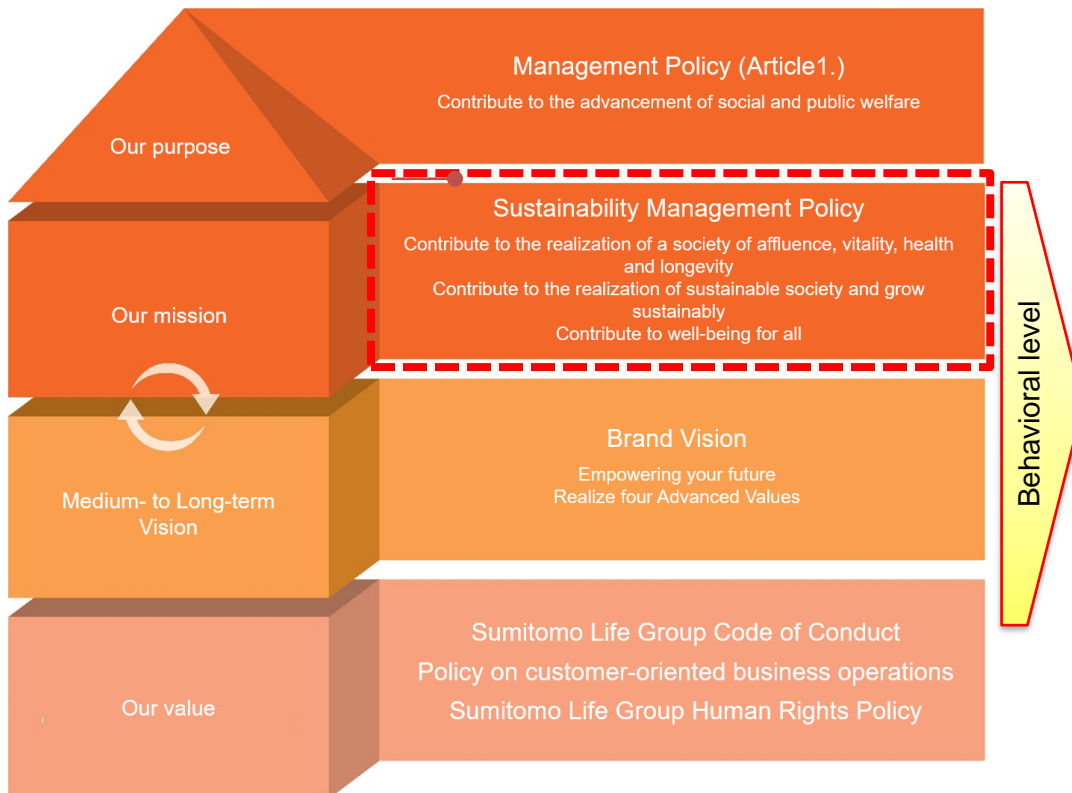 Management Policy (Article1.)
Contribute to the advancement of social and public welfare
Our purpose
Sustainability Management Policy
Contribute to the realization of a society of affluence, vitality, health
and longevity
Contribute to the realization of sustainable society and grow
sustainably
Contribute to well-being for all
Our mission
Behavioral level
Brand Vision
Empowering your future
Realize four Advanced Values
Medium- to Long-term
Vision
Sumitomo Life Group Code of Conduct
Policy on customer-oriented business operations
Sumitomo Life Group Human Rights Policy
Our value